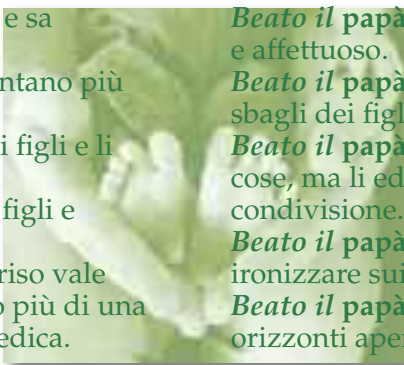 e sa
ntano più
i figli e li
figli e
riso vale
o più di una
edica.
Beato il papà
e affettuoso.
Beato il papà
sbagli dei figl
Beato il papà
cose, ma li ed
condivisione.
Beato il papà
ironizzare sui
Beato il papà
orizzonti aper